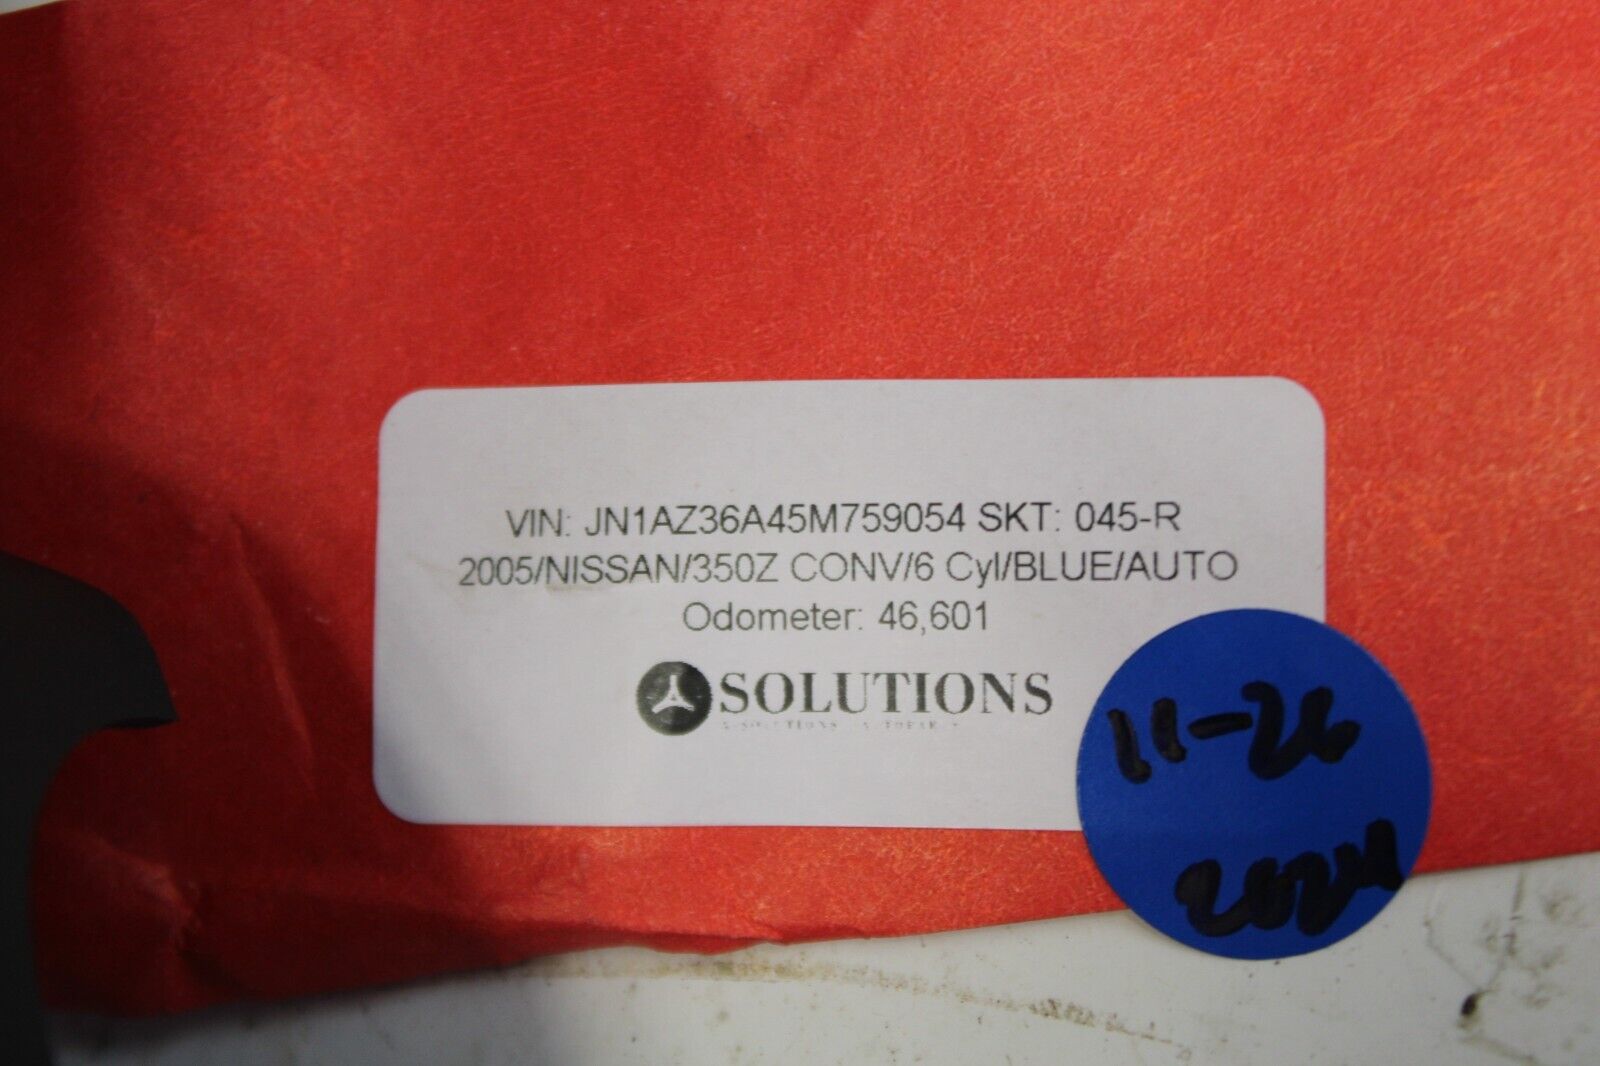 VIN: JN1AZ36A45M759054 SKT: 045-R
2005/NISSAN/350Z CONV/6 Cyl/BLUE/AUTO
Odometer: 46,601
SOLUTIONS
11-26
2024